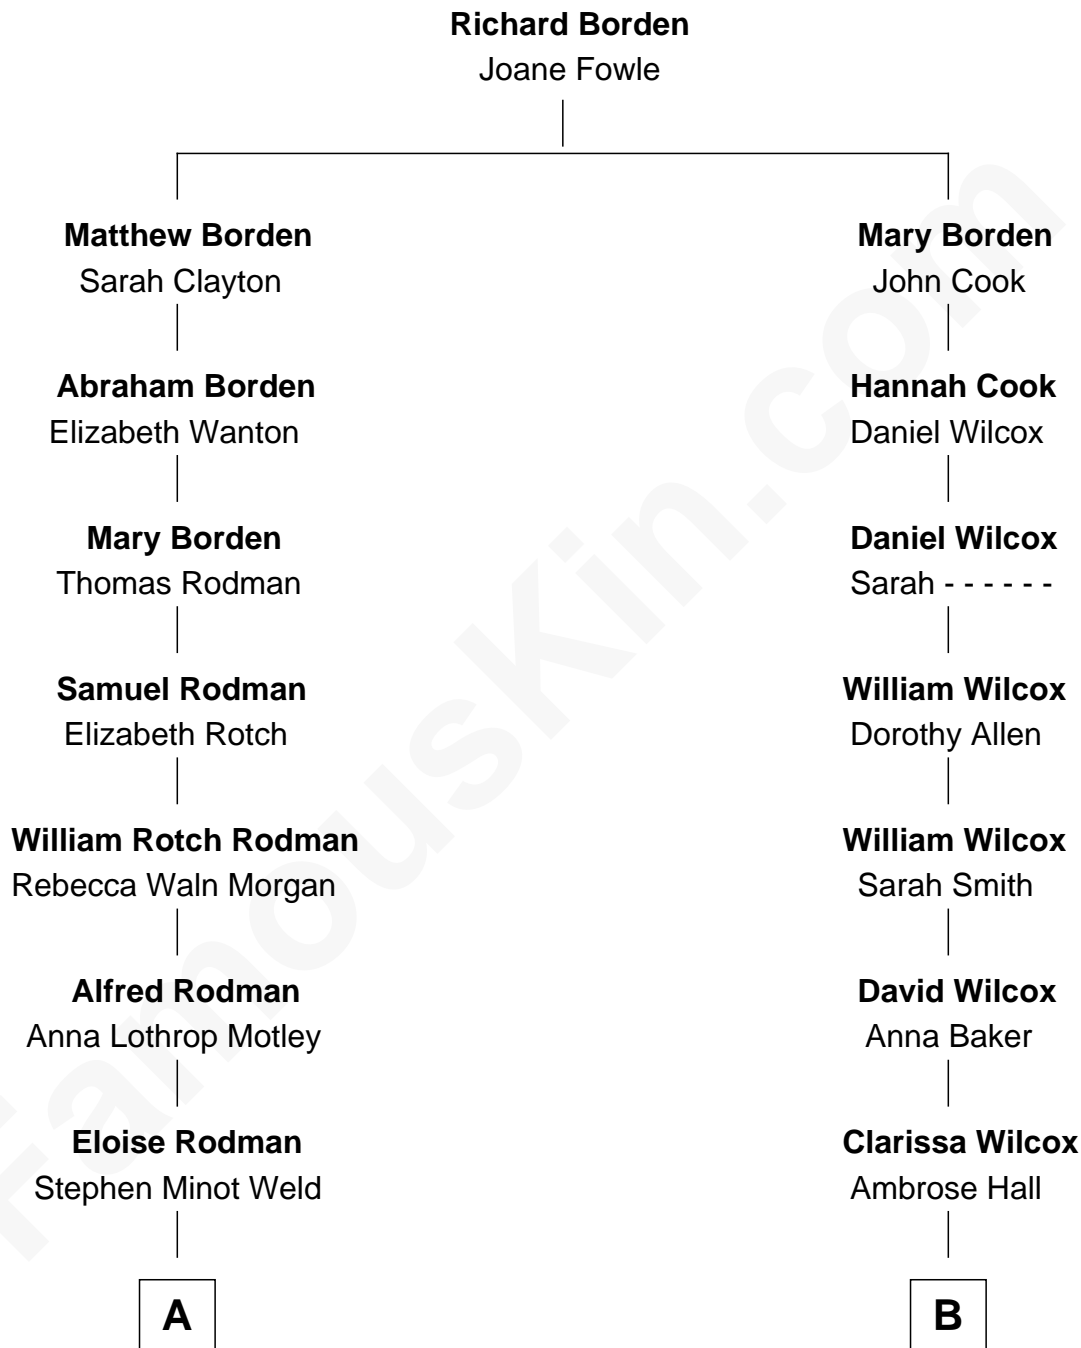 Richard Borden
Joane Fowle
Matthew Borden
Sarah Clayton
Mary Borden
John Cook
Abraham Borden
Elizabeth Wanton
Hannah Cook
Daniel Wilcox
Mary Borden
Thomas Rodman
Daniel Wilcox
Sarah - - - - - -
Samuel Rodman
Elizabeth Rotch
William Wilcox
Dorothy Allen
William Rotch Rodman
Rebecca Waln Morgan
William Wilcox
Sarah Smith
Alfred Rodman
Anna Lothrop Motley
David Wilcox
Anna Baker
Eloise Rodman
Stephen Minot Weld
Clarissa Wilcox
Ambrose Hall
A
B
FamousKin.com